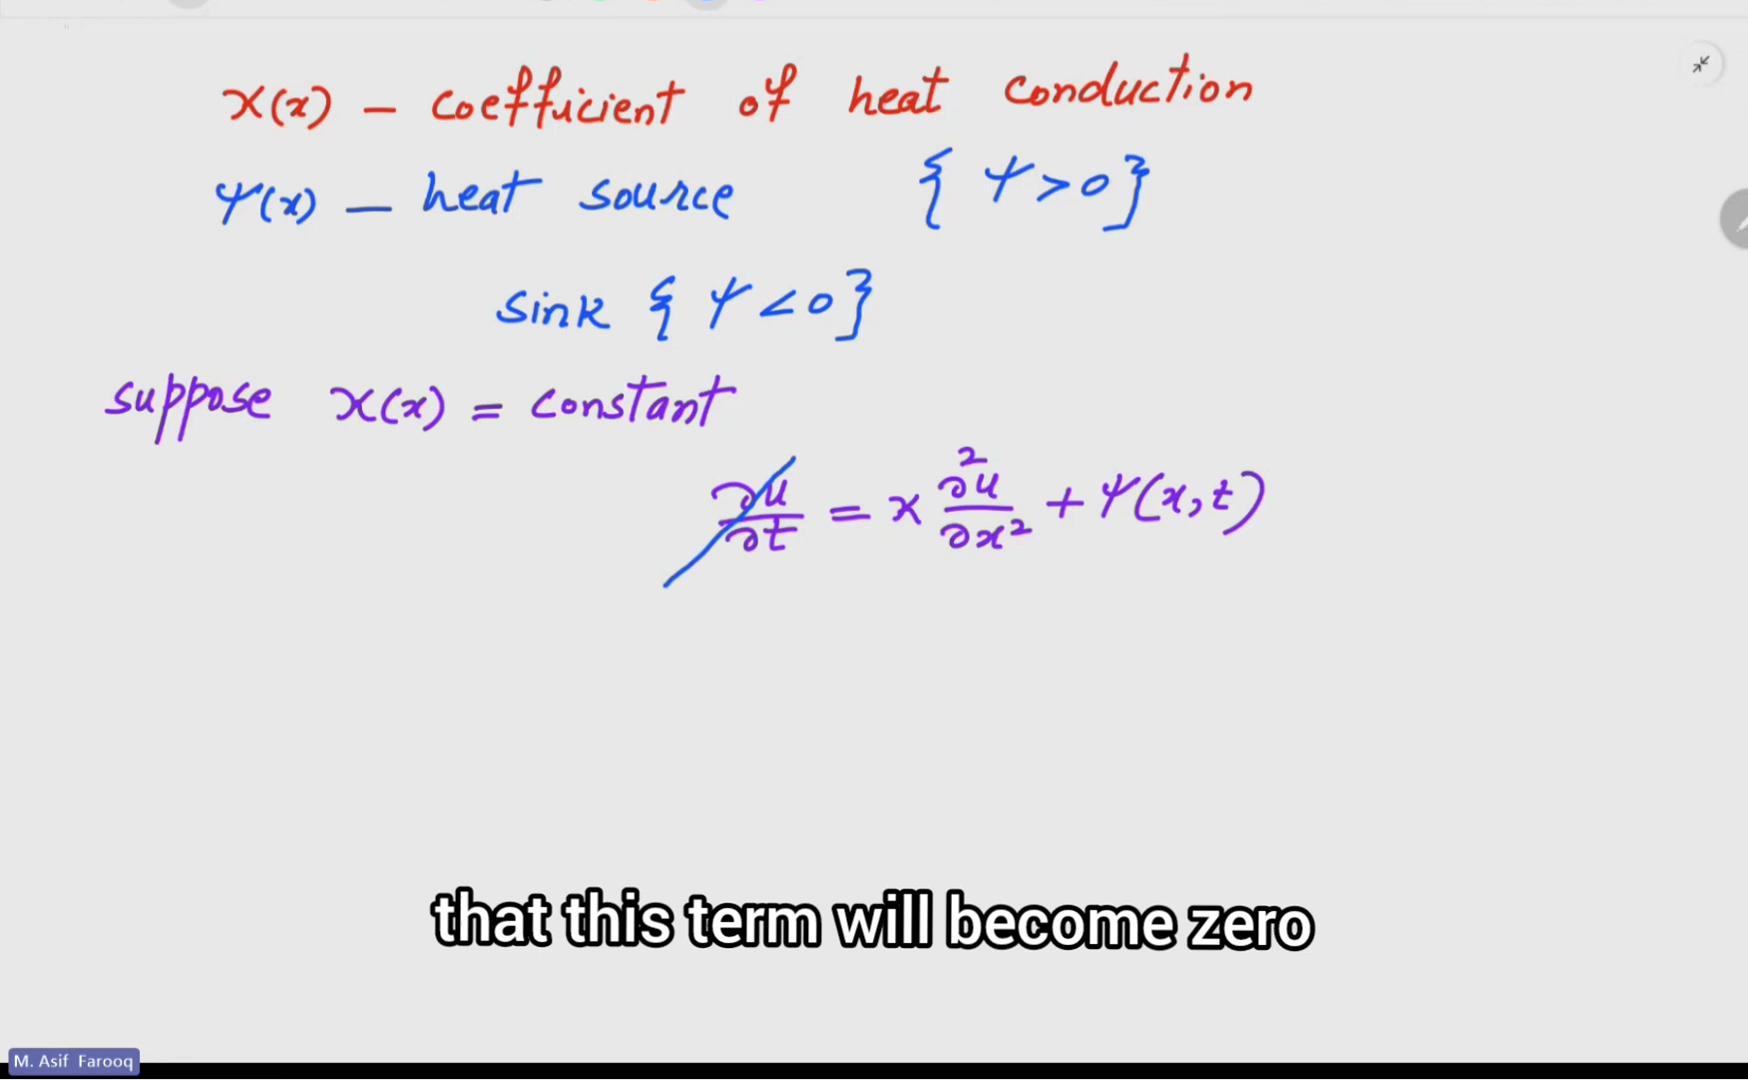 χ(x) – coefficient of heat conduction
Ψ(x) — heat source { Ψ>0}
sink { Ψ<0}
suppose χ(x) = constant
∂u/∂t = χ ∂²u/∂x² + Ψ(x,t)
that this term will become zero
M. Asif Farooq